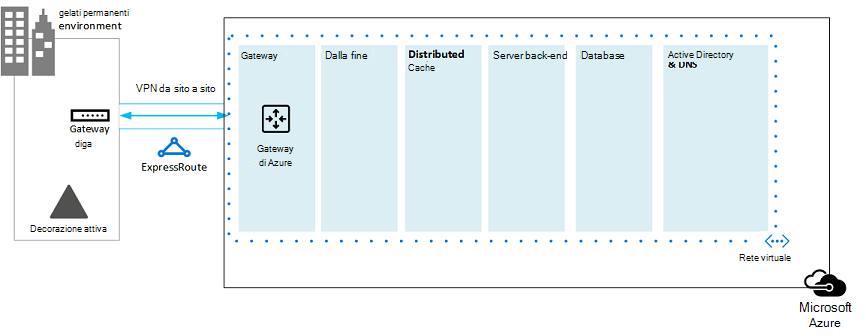 gelati permanenti
environment
VPN da sito a sito
Gateway
diga
ExpressRoute
Decorazione attiva
Gateway
Dalla fine
Distributed
Cache
Server back-end
Database
Active Directory
& DNS
Gateway
di Azure
Rete virtuale
Microsoft
Azure